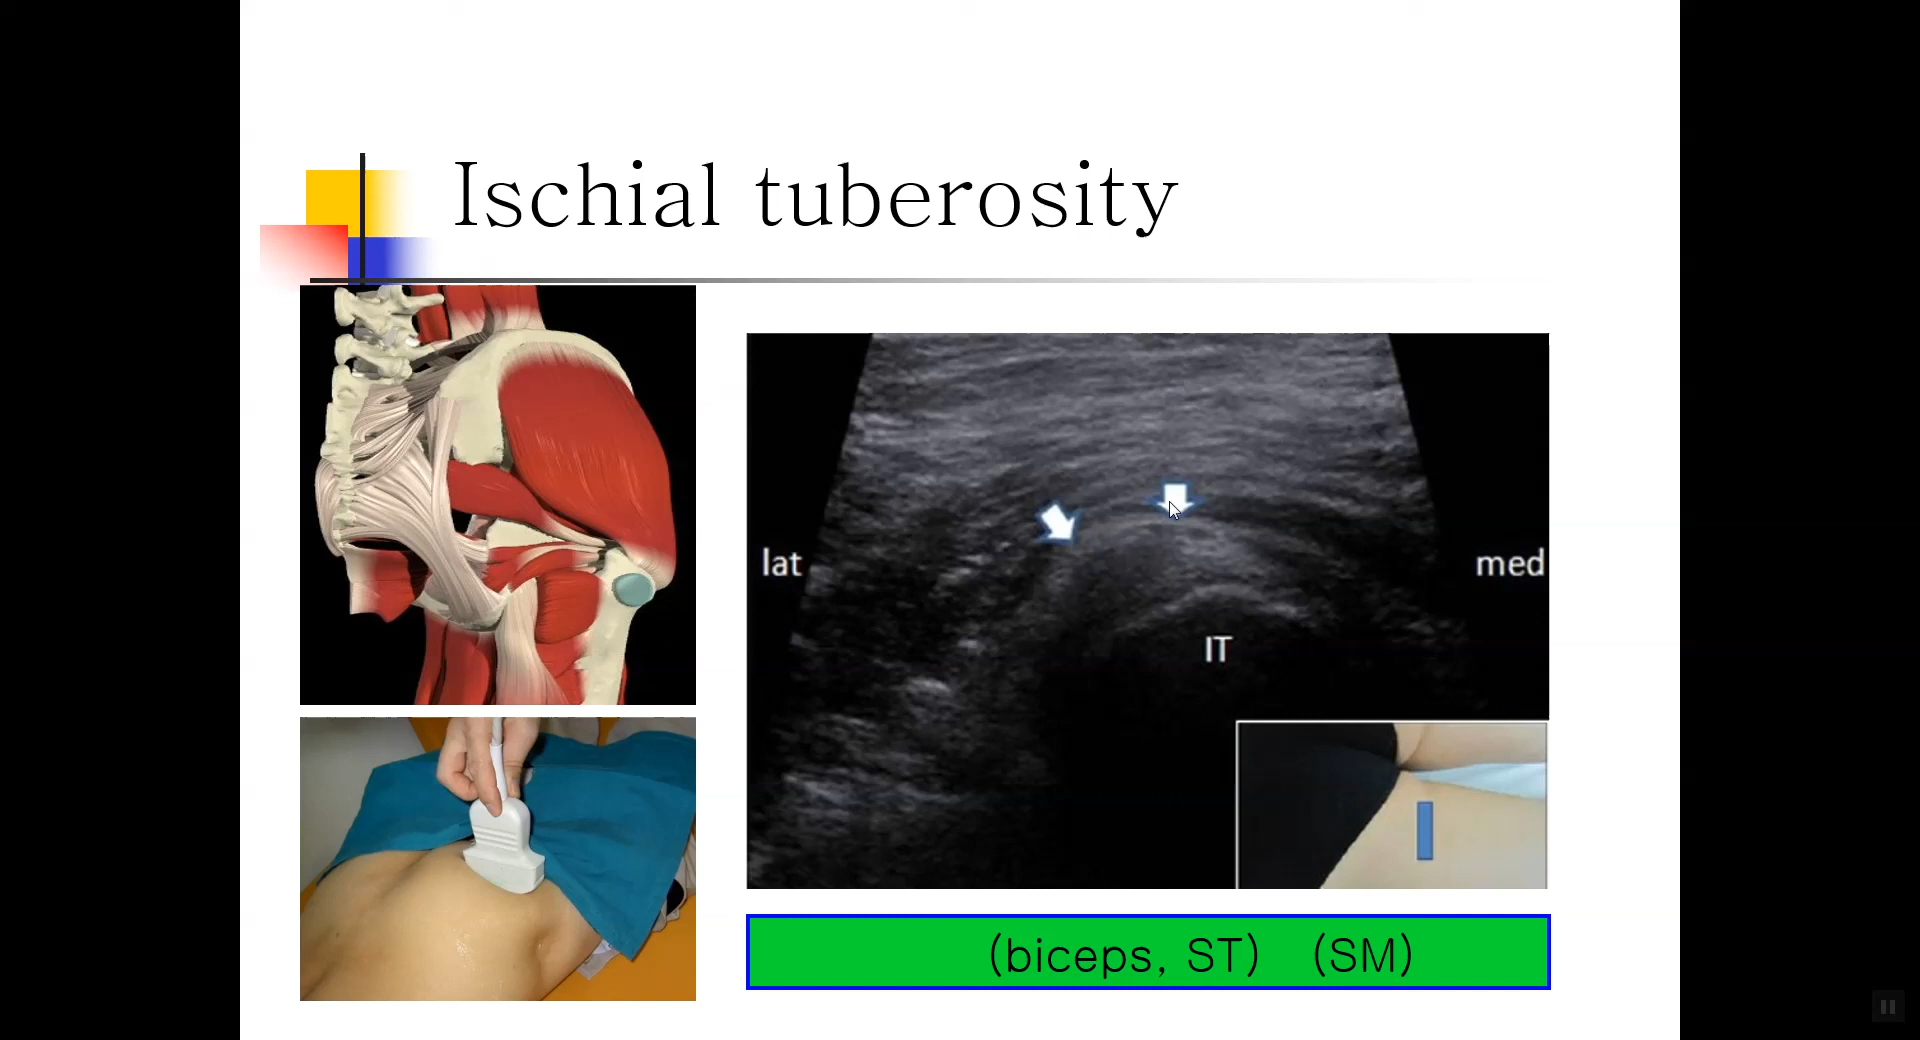 Ischial tuberosity
lat
med
IT
(biceps, ST) (SM)